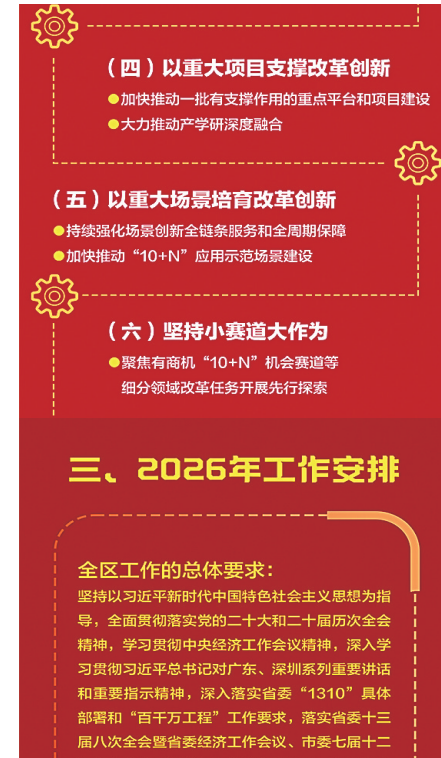 （四）以重大项目支撑改革创新
●加快推动一批有支撑作用的重点平台和项目建设
●大力推动产学研深度融合
（五）以重大场景培育改革创新
●持续强化场景创新全链条服务和全周期保障
●加快推动“10+N”应用示范场景建设
（六）坚持小赛道大作为
●聚焦有商机“10+N”机会赛道等
细分领域改革任务开展先行探索
三、2026年工作安排
全区工作的总体要求：
坚持以习近平新时代中国特色社会主义思想为指
导，全面贯彻落实党的二十大和二十届历次全会
精神，学习贯彻中央经济工作会议精神，深入学
习贯彻习近平总书记对广东、深圳系列重要讲话
和重要指示精神，深入落实省委“1310”具体
部署和“百千万工程”工作要求，落实省委十三
届八次全会暨省委经济工作会议、市委七届十二